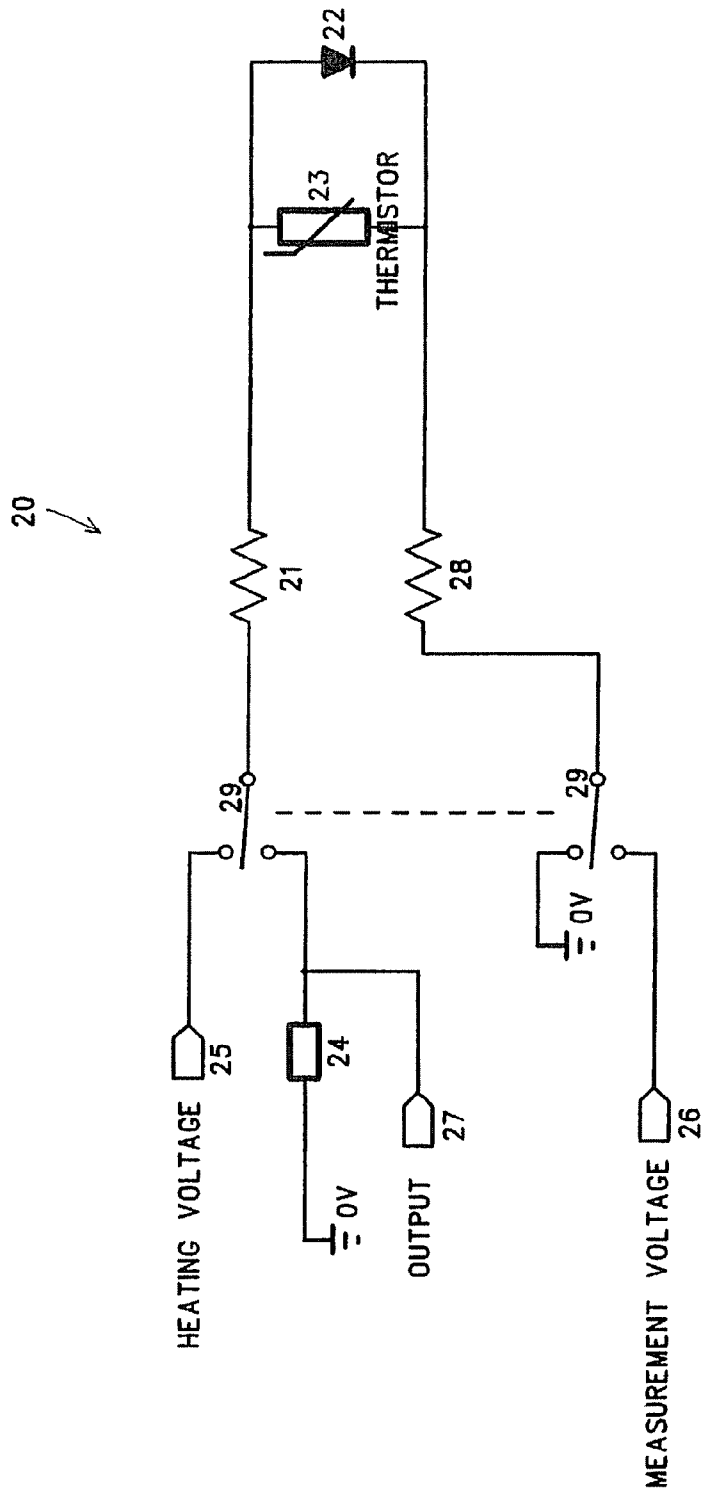 20
22
23
THERMISTOR
21
28
29
29
HEATING VOLTAGE
25
0V
24
0V
OUTPUT
27
MEASUREMENT VOLTAGE
26